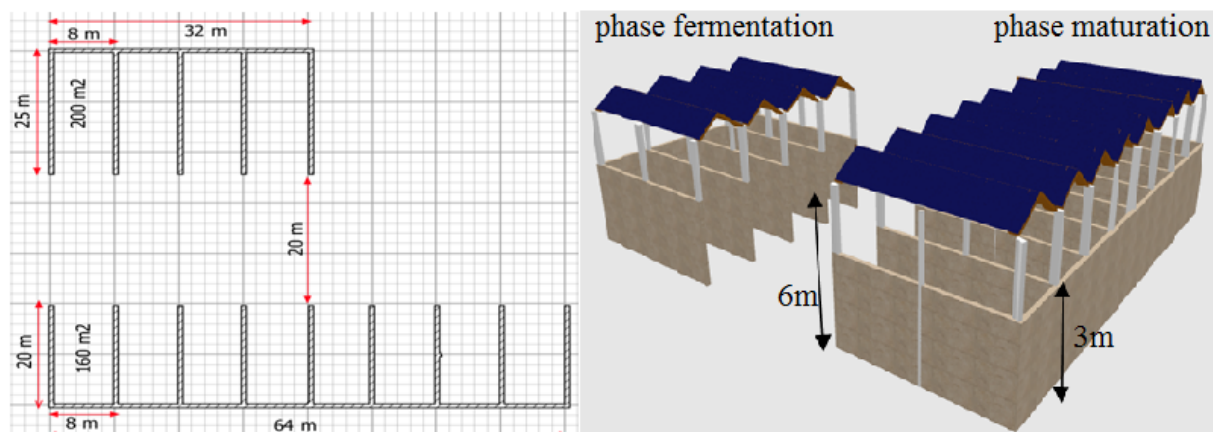 32 m
8 m
25 m
200 m2
20 m
20 m
160 m2
8 m
64 m
phase fermentation
phase maturation
6m
3m